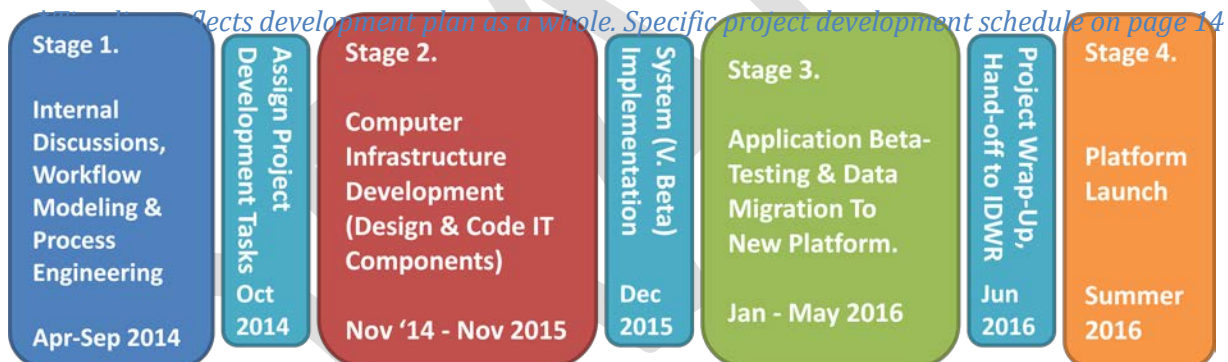 development plan as a whole. Specific project development schedule on page 14
Stage 1.
Internal
Discussions,
Workflow
Modeling &
Process
Engineering
Apr-Sep 2014
Assign Project
Development Tasks
Oct
2014
Stage 2.
Computer
Infrastructure
Development
(Design & Code IT
Components)
Nov ‘14 - Nov 2015
System (V. Beta)
Implementation
Dec
2015
Stage 3.
Application Beta-
Testing & Data
Migration To
New Platform.
Jan - May 2016
Project Wrap-Up,
Hand-off to IDWR
Jun
2016
Stage 4.
Platform
Launch
Summer
2016